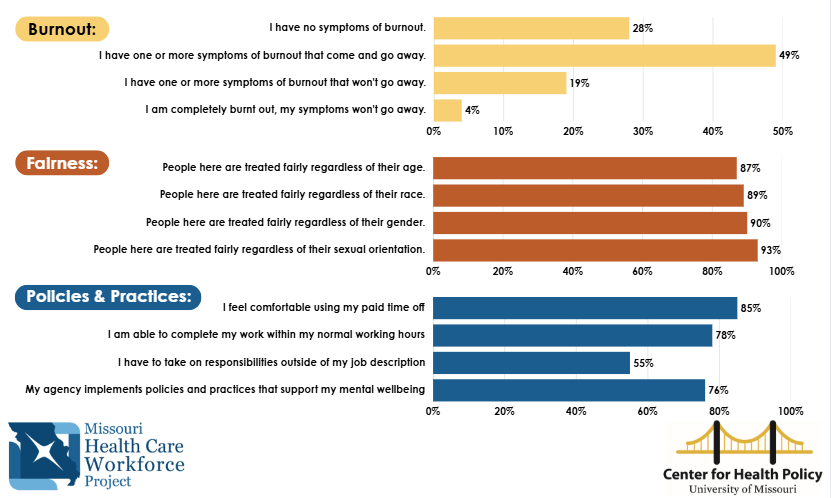 Burnout:
I have no symptoms of burnout.
28%
I have one or more symptoms of burnout that come and go away.
49%
I have one or more symptoms of burnout that won't go away.
19%
I am completely burnt out, my symptoms won't go away.
4%
0% 10% 20% 30% 40% 50%
Fairness:
People here are treated fairly regardless of their age.
87%
People here are treated fairly regardless of their race.
89%
People here are treated fairly regardless of their gender.
90%
People here are treated fairly regardless of their sexual orientation.
93%
0% 20% 40% 60% 80% 100%
Policies & Practices:
I feel comfortable using my paid time off
85%
I am able to complete my work within my normal working hours
78%
I have to take on responsibilities outside of my job description
55%
My agency implements policies and practices that support my mental wellbeing
76%
0% 20% 40% 60% 80% 100%
Missouri
Health Care
Workforce
Project
Center for Health Policy
University of Missouri